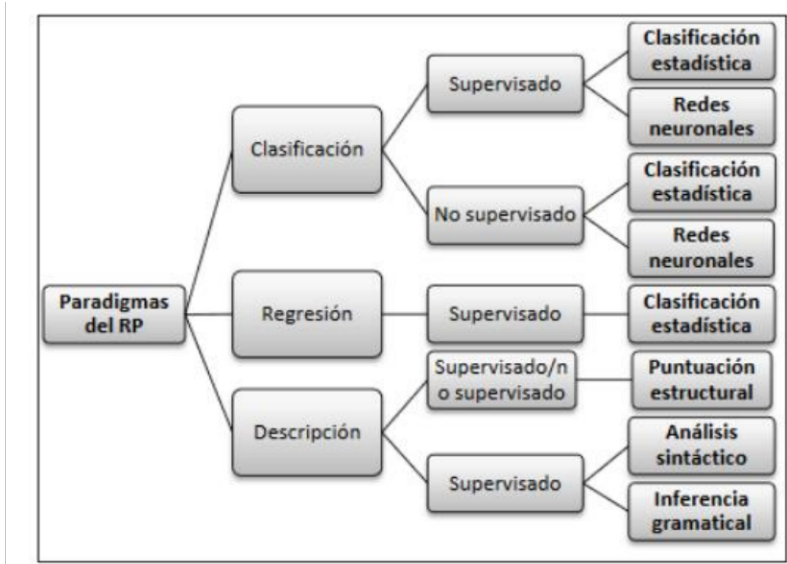 Paradigmas
del RP
Clasificación
Supervisado
Clasificación
estadística
Redes
neuronales
No supervisado
Clasificación
estadística
Redes
neuronales
Regresión
Supervisado
Clasificación
estadística
Descripción
Supervisado/n
o supervisado
Puntuación
estructural
Supervisado
Análisis
sintáctico
Inferencia
gramatical